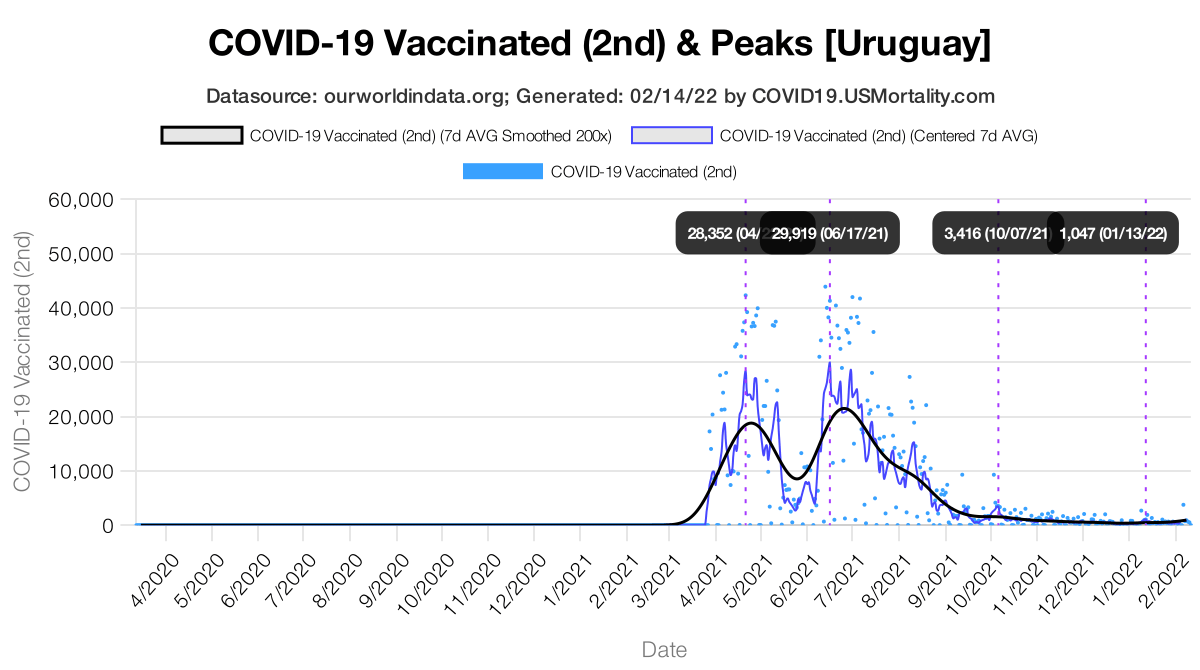 COVID-19 Vaccinated (2nd) & Peaks [Uruguay]
Datasource: ourworldindata.org; Generated: 02/14/22 by COVID19.USMortality.com
COVID-19 Vaccinated (2nd) (7d AVG Smoothed 200x) COVID-19 Vaccinated (2nd) (Centered 7d AVG)
COVID-19 Vaccinated (2nd)
COVID-19 Vaccinated (2nd)
60,000
50,000
40,000
30,000
20,000
10,000
0
28,352 (04/ 29,919 (06/17/21) 3,416 (10/07/21) 1,047 (01/13/22)
4/2020 5/2020 6/2020 7/2020 8/2020 9/2020 10/2020 11/2020 12/2020 1/2021 2/2021 3/2021 4/2021 5/2021 6/2021 7/2021 8/2021 9/2021 10/2021 11/2021 12/2021 1/2022 2/2022
Date